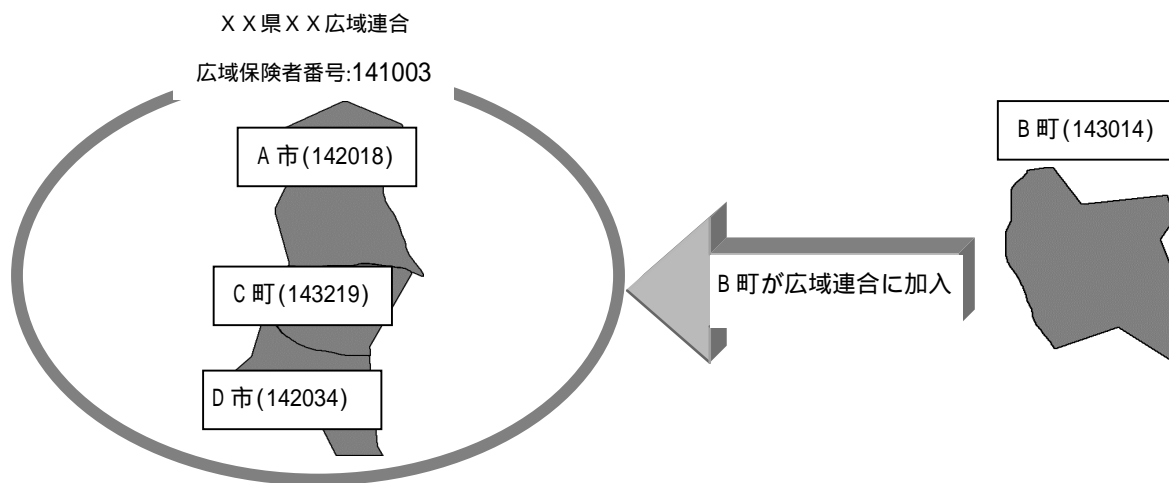 ＸＸ県ＸＸ広域連合
広域保険者番号:141003
Ａ市(142018)
Ｂ町(143014)
Ｃ町(143219)
Ｂ町が広域連合に加入
Ｄ市(142034)